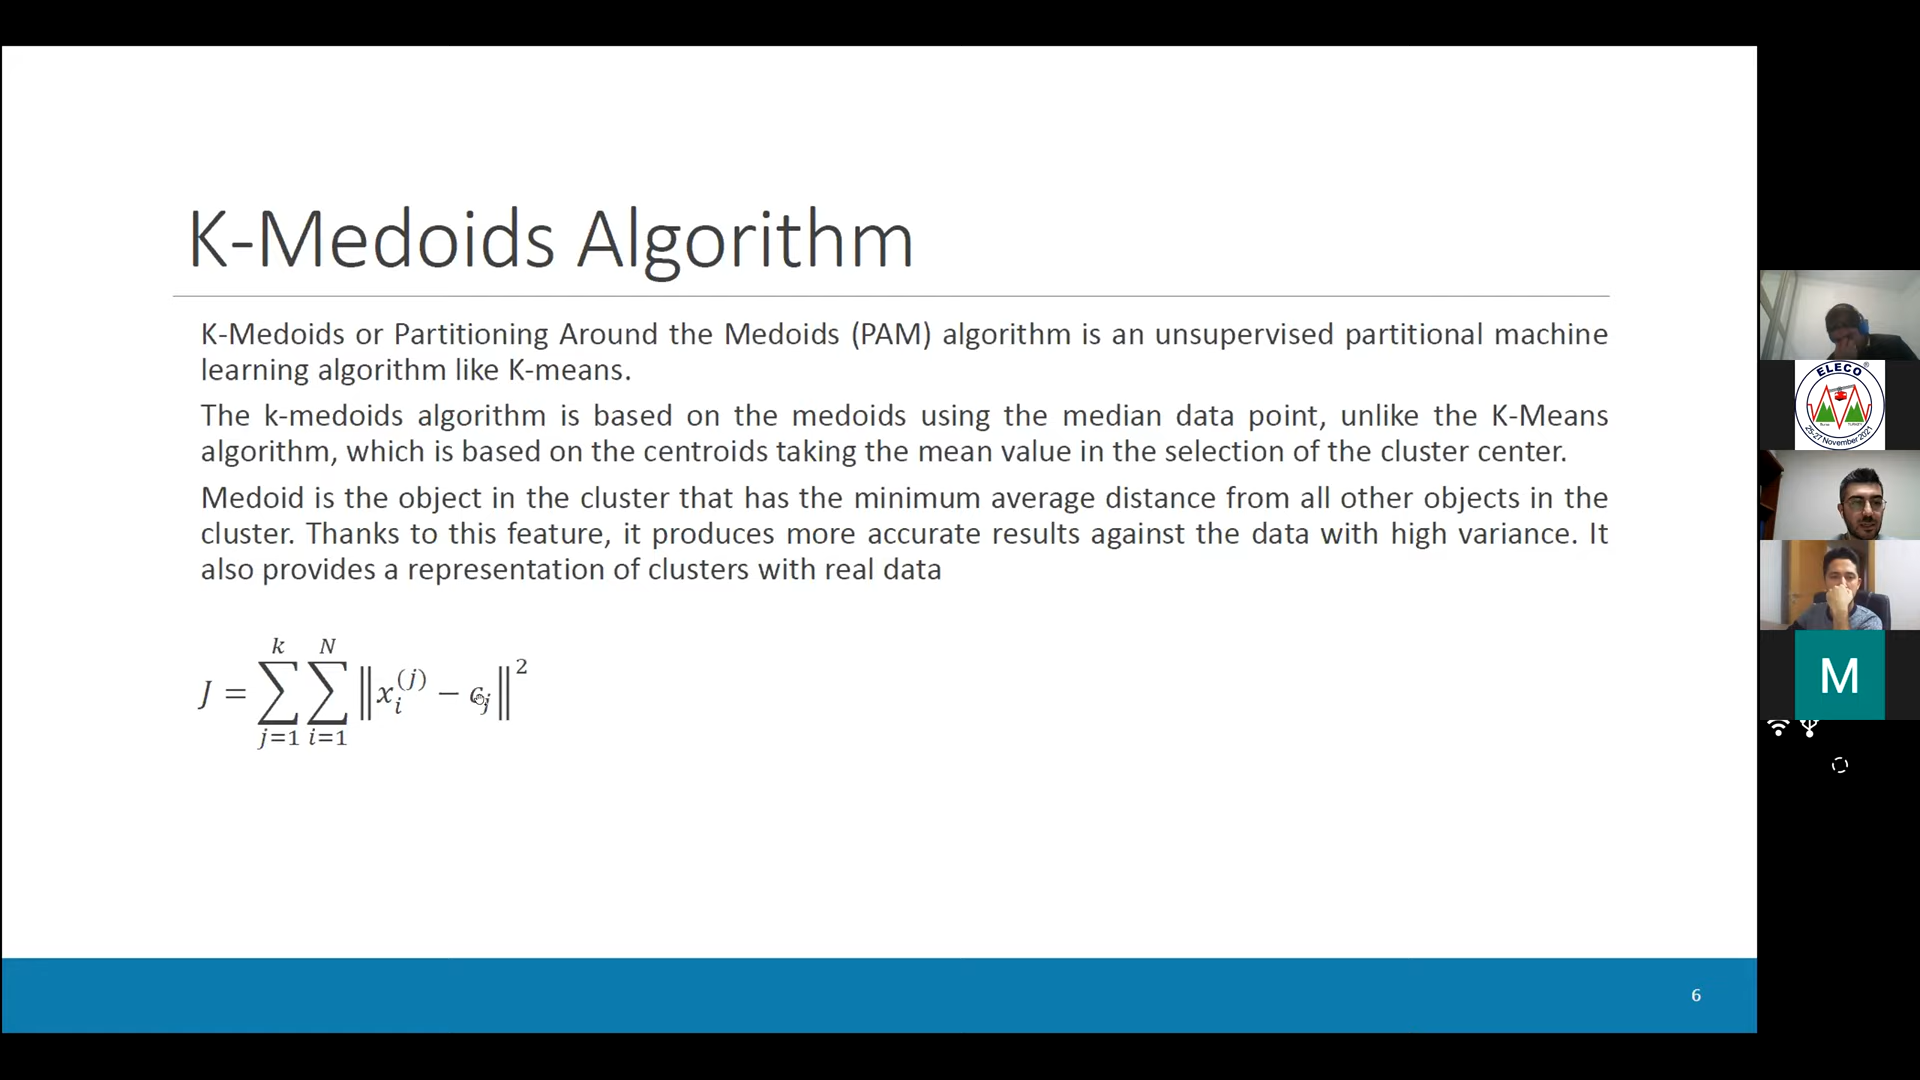 K-Medoids Algorithm
K-Medoids or Partitioning Around the Medoids (PAM) algorithm is an unsupervised partitional machine
learning algorithm like K-means.
The k-medoids algorithm is based on the medoids using the median data point, unlike the K-Means
algorithm, which is based on the centroids taking the mean value in the selection of the cluster center.
Medoid is the object in the cluster that has the minimum average distance from all other objects in the
cluster. Thanks to this feature, it produces more accurate results against the data with high variance. It
also provides a representation of clusters with real data
J = ∑_{j=1}^{k} ∑_{i=1}^{N} ‖x_i^{(j)} − c_j‖^2
6
ELECO
25-27 November 2021
M